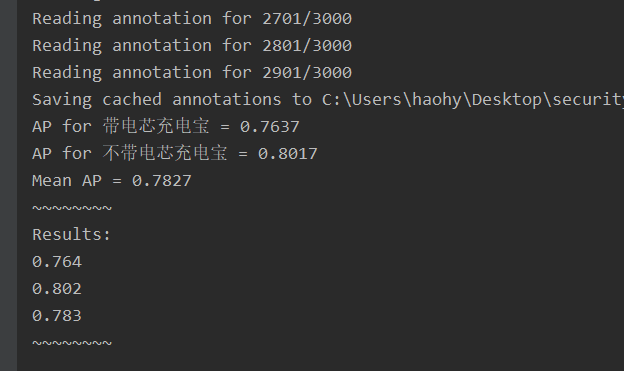 Reading annotation for 2701/3000
Reading annotation for 2801/3000
Reading annotation for 2901/3000
Saving cached annotations to C:\Users\haohy\Desktop\security
AP for 带电芯充电宝 = 0.7637
AP for 不带电芯充电宝 = 0.8017
Mean AP = 0.7827
~~~~~~~~
Results:
0.764
0.802
0.783
~~~~~~~~